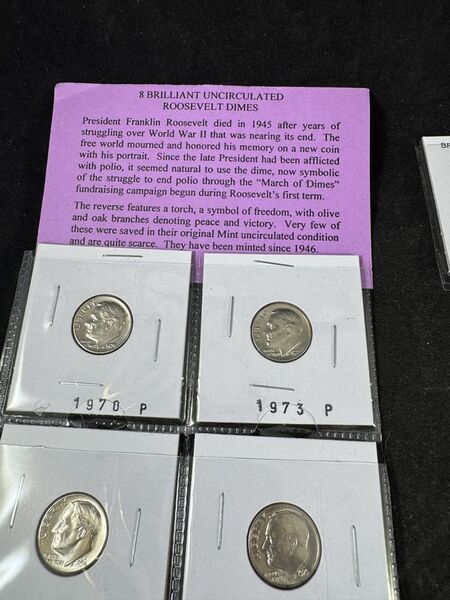 8 BRILLIANT UNCIRCULATED
ROOSEVELT DIMES
President Franklin Roosevelt died in 1945 after years of
struggling over World War II that was nearing its end. The
free world mourned and honored his memory on a new coin
with his portrait. Since the late President had been afflicted
with polio, it seemed natural to use the dime, now symbolic
of the struggle to end polio through the “March of Dimes”
fundraising campaign begun during Roosevelt's first term.
The reverse features a torch, a symbol of freedom, with olive
and oak branches denoting peace and victory. Very few of
these were saved in their original Mint uncirculated condition
and are quite scarce. They have been minted since 1946.
LIBERTY
LIBERTY
1970 P
1973 P
LIBERTY
LIBERTY